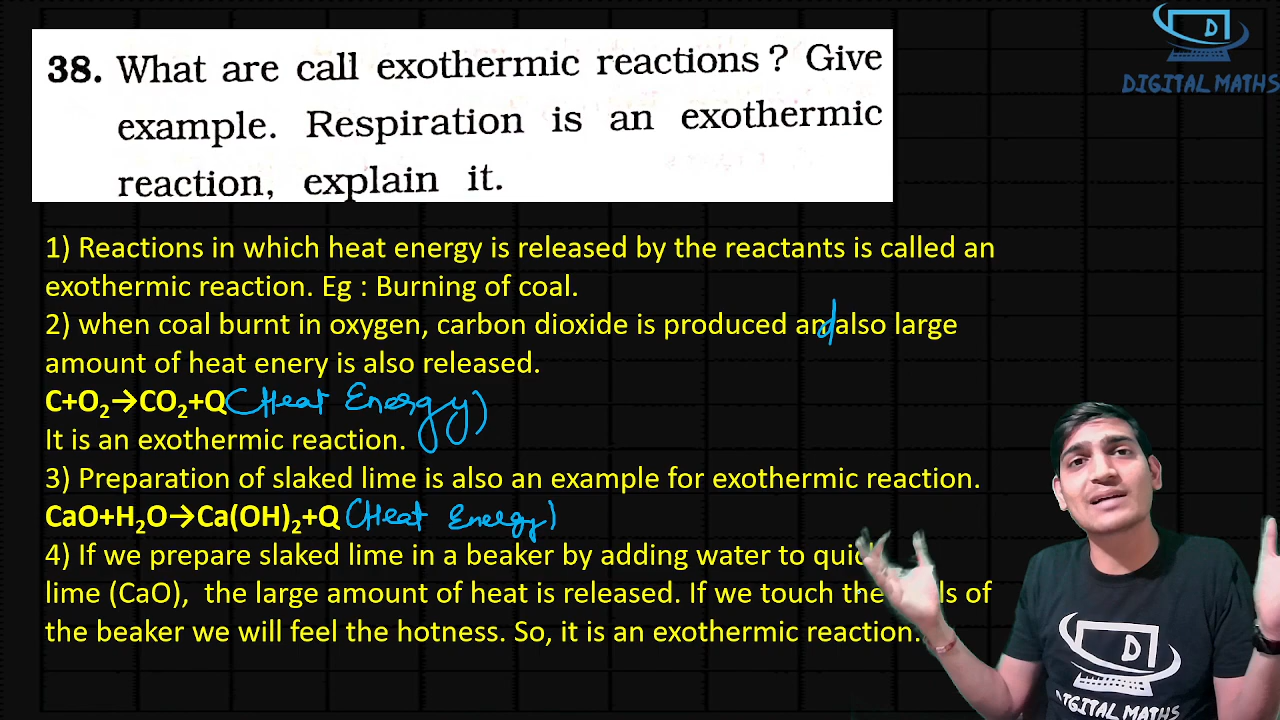 D
DIGITAL MATHS
38. What are call exothermic reactions ? Give
example. Respiration is an exothermic
reaction, explain it.
1) Reactions in which heat energy is released by the reactants is called an
exothermic reaction. Eg : Burning of coal.
2) when coal burnt in oxygen, carbon dioxide is produced and also large
amount of heat enery is also released.
C+O₂→CO₂+Q (Heat Energy)
It is an exothermic reaction.
3) Preparation of slaked lime is also an example for exothermic reaction.
CaO+H₂O→Ca(OH)₂+Q (Heat Energy)
4) If we prepare slaked lime in a beaker by adding water to
lime (CaO), the large amount of heat is released. If we touch the of
the beaker we will feel the hotness. So, it is an exothermic reaction.
D
DIGITAL MATHS